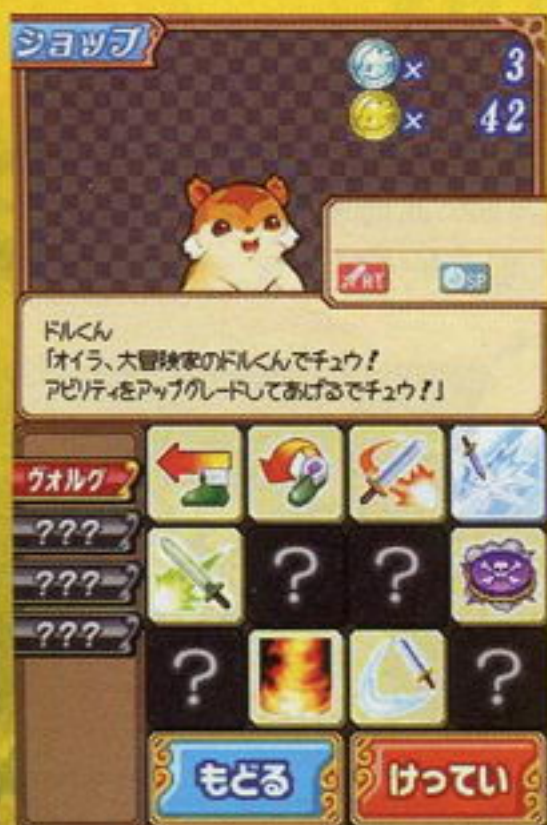 ショップ
× 3
× 42
AT SP
ドルくん
「オイラ、大冒険家のドルくんでチュウ！
アビリティをアップグレードしてあげるでチュウ！」
ヴォルグ
???
???
???
? ?
? ?
もどる けってい